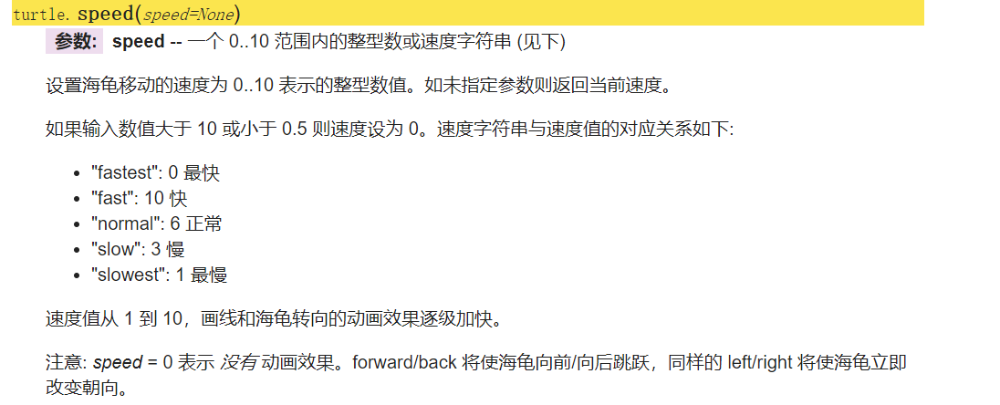 turtle. speed(speed=None)
参数: speed -- 一个 0..10 范围内的整型数或速度字符串 (见下)
设置海龟移动的速度为 0..10 表示的整型数值。如未指定参数则返回当前速度。
如果输入数值大于 10 或小于 0.5 则速度设为 0。速度字符串与速度值的对应关系如下:
• "fastest": 0 最快
• "fast": 10 快
• "normal": 6 正常
• "slow": 3 慢
• "slowest": 1 最慢
速度值从 1 到 10，画线和海龟转向的动画效果逐级加快。
注意: speed = 0 表示 没有 动画效果。forward/back 将使海龟向前/向后跳跃，同样的 left/right 将使海龟立即
改变朝向。